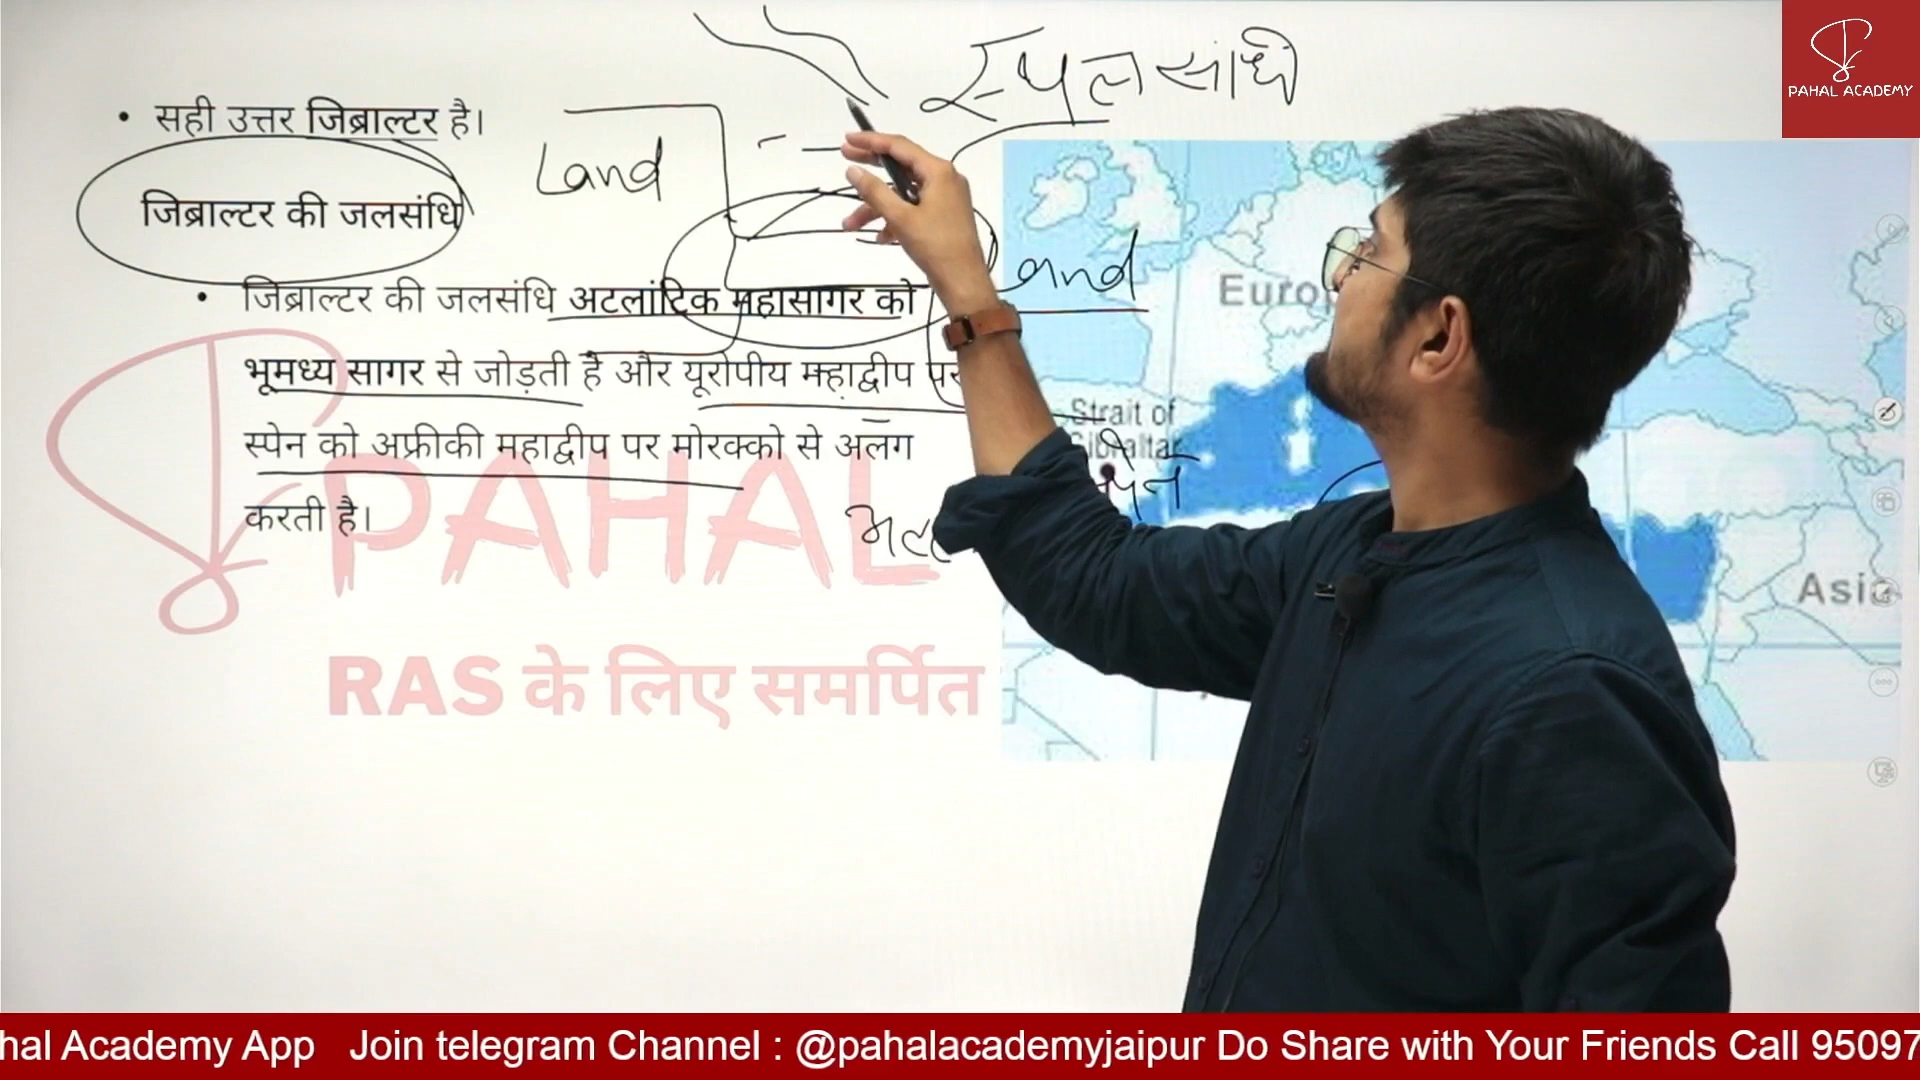 स्थल संधि
PAHAL ACADEMY
• सही उत्तर जिब्राल्टर है।
Land
जिब्राल्टर की जलसंधि
Land
Europe
• जिब्राल्टर की जलसंधि अटलांटिक महासागर को
भूमध्य सागर से जोड़ती है और यूरोपीय महाद्वीप पर
स्पेन को अफ्रीकी महाद्वीप पर मोरक्को से अलग
करती है।
Strait of
Gibraltar
स्पेन
Asia
PAHAL
RAS के लिए समर्पित
hal Academy App Join telegram Channel : @pahalacademyjaipur Do Share with Your Friends Call 95097